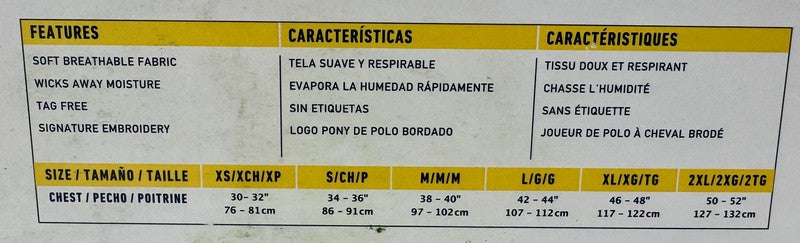 FEATURES
SOFT BREATHABLE FABRIC
WICKS AWAY MOISTURE
TAG FREE
SIGNATURE EMBROIDERY
CARACTERÍSTICAS
TELA SUAVE Y RESPIRABLE
EVAPORA LA HUMEDAD RÁPIDAMENTE
SIN ETIQUETAS
LOGO PONY DE POLO BORDADO
CARACTÉRISTIQUES
TISSU DOUX ET RESPIRANT
CHASSE L'HUMIDITÉ
SANS ÉTIQUETTE
JOUEUR DE POLO À CHEVAL BRODÉ
SIZE / TAMAÑO / TAILLE XS/XCH/XP S/CH/P M/M/M L/G/G XL/XG/TG 2XL/2XG/2TG
CHEST / PECHO / POITRINE 30- 32" 34 - 36" 38 - 40" 42 - 44" 46 - 48" 50 - 52"
76 - 81cm 86 - 91cm 97 - 102cm 107 - 112cm 117 - 122cm 127 - 132cm